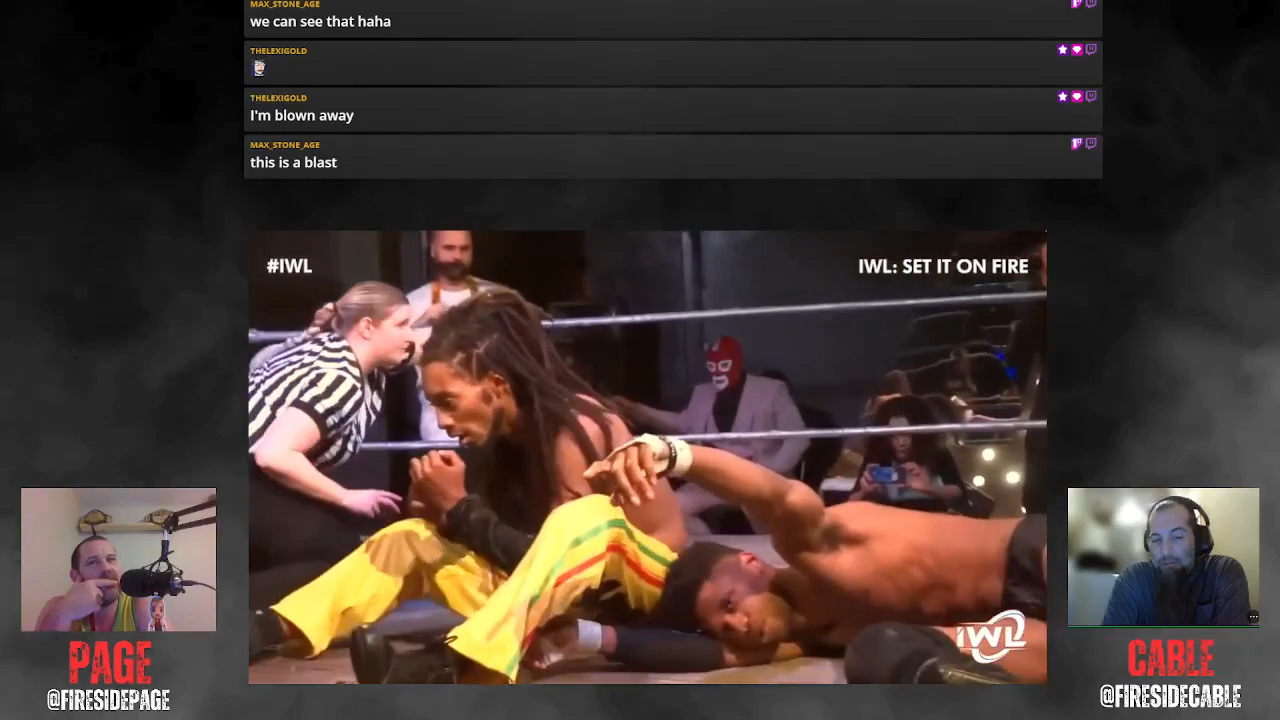 MAX_STONE_AGE
we can see that haha
THELEXIGOLD
THELEXIGOLD
I'm blown away
MAX_STONE_AGE
this is a blast
#IWL
IWL: SET IT ON FIRE
IWL
PAGE
@FIRESIDEPAGE
CABLE
@FIRESIDECABLE